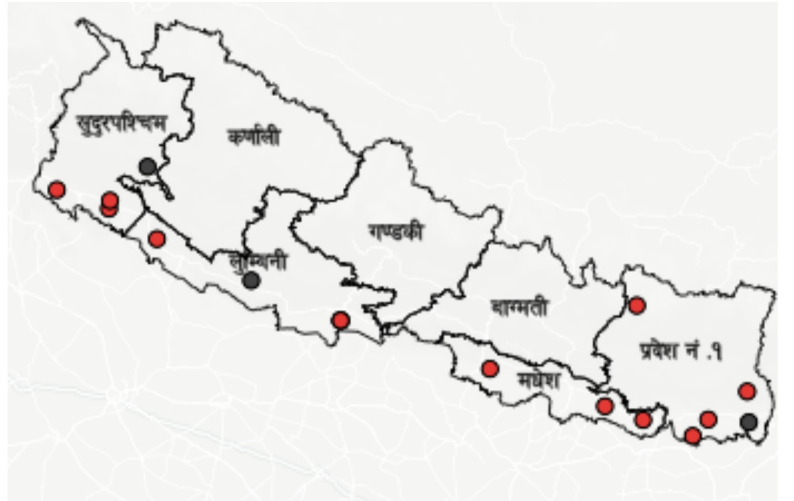 सुदुरपश्चिम
कर्णाली
गण्डकी
लुम्बिनी
बाग्मती
प्रदेश नं .१
मधेश